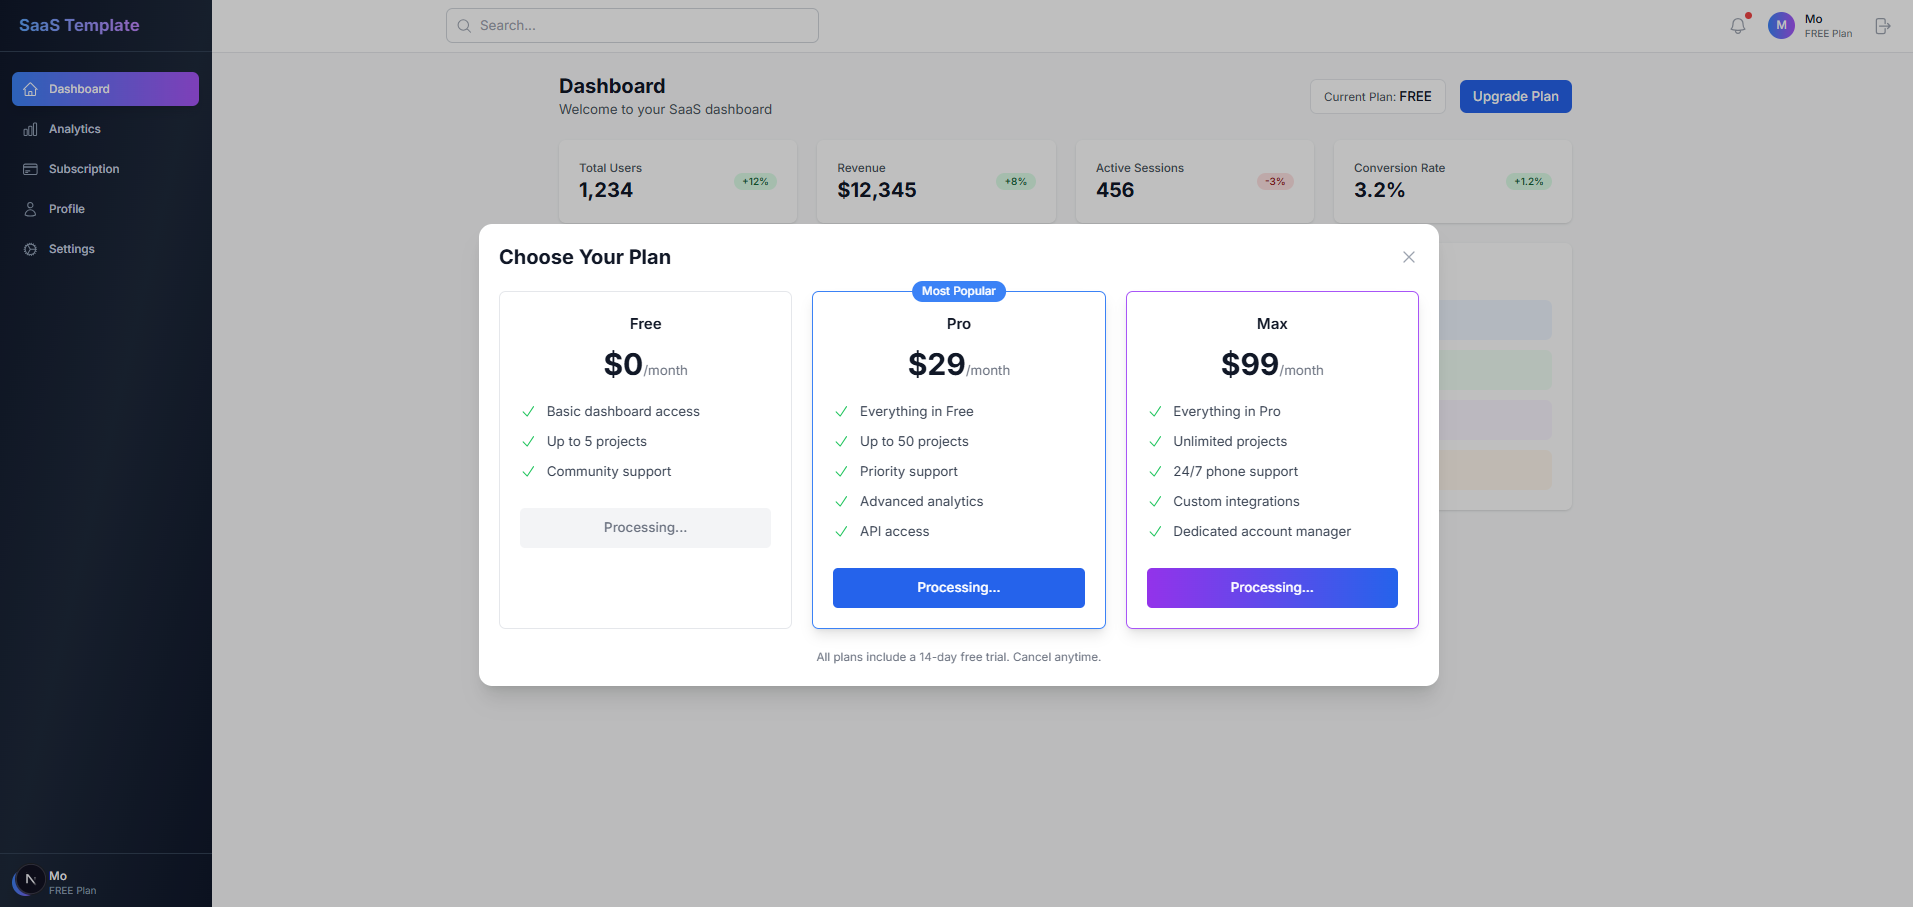 SaaS Template
Search...
M
Mo
FREE Plan
Dashboard
Analytics
Subscription
Profile
Settings
Dashboard
Welcome to your SaaS dashboard
Current Plan: FREE
Upgrade Plan
Total Users
1,234
+12%
Revenue
$12,345
+8%
Active Sessions
456
-3%
Conversion Rate
3.2%
+1.2%
Choose Your Plan
Free
$0/month
Basic dashboard access
Up to 5 projects
Community support
Processing...
Most Popular
Pro
$29/month
Everything in Free
Up to 50 projects
Priority support
Advanced analytics
API access
Processing...
Max
$99/month
Everything in Pro
Unlimited projects
24/7 phone support
Custom integrations
Dedicated account manager
Processing...
All plans include a 14-day free trial. Cancel anytime.
N
Mo
FREE Plan